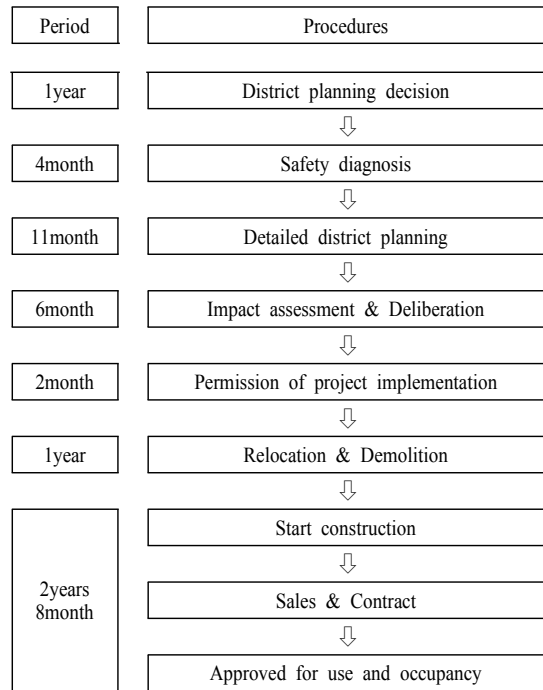 Period Procedures
1year District planning decision
4month Safety diagnosis
11month Detailed district planning
6month Impact assessment & Deliberation
2month Permission of project implementation
1year Relocation & Demolition
Start construction
2years
8month
Sales & Contract
Approved for use and occupancy